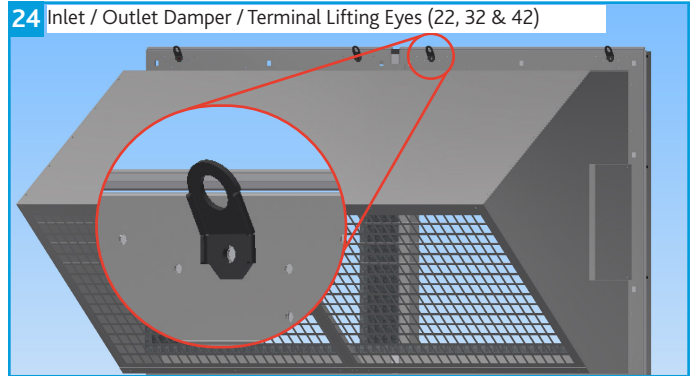 24 Inlet / Outlet Damper / Terminal Lifting Eyes (22, 32 & 42)